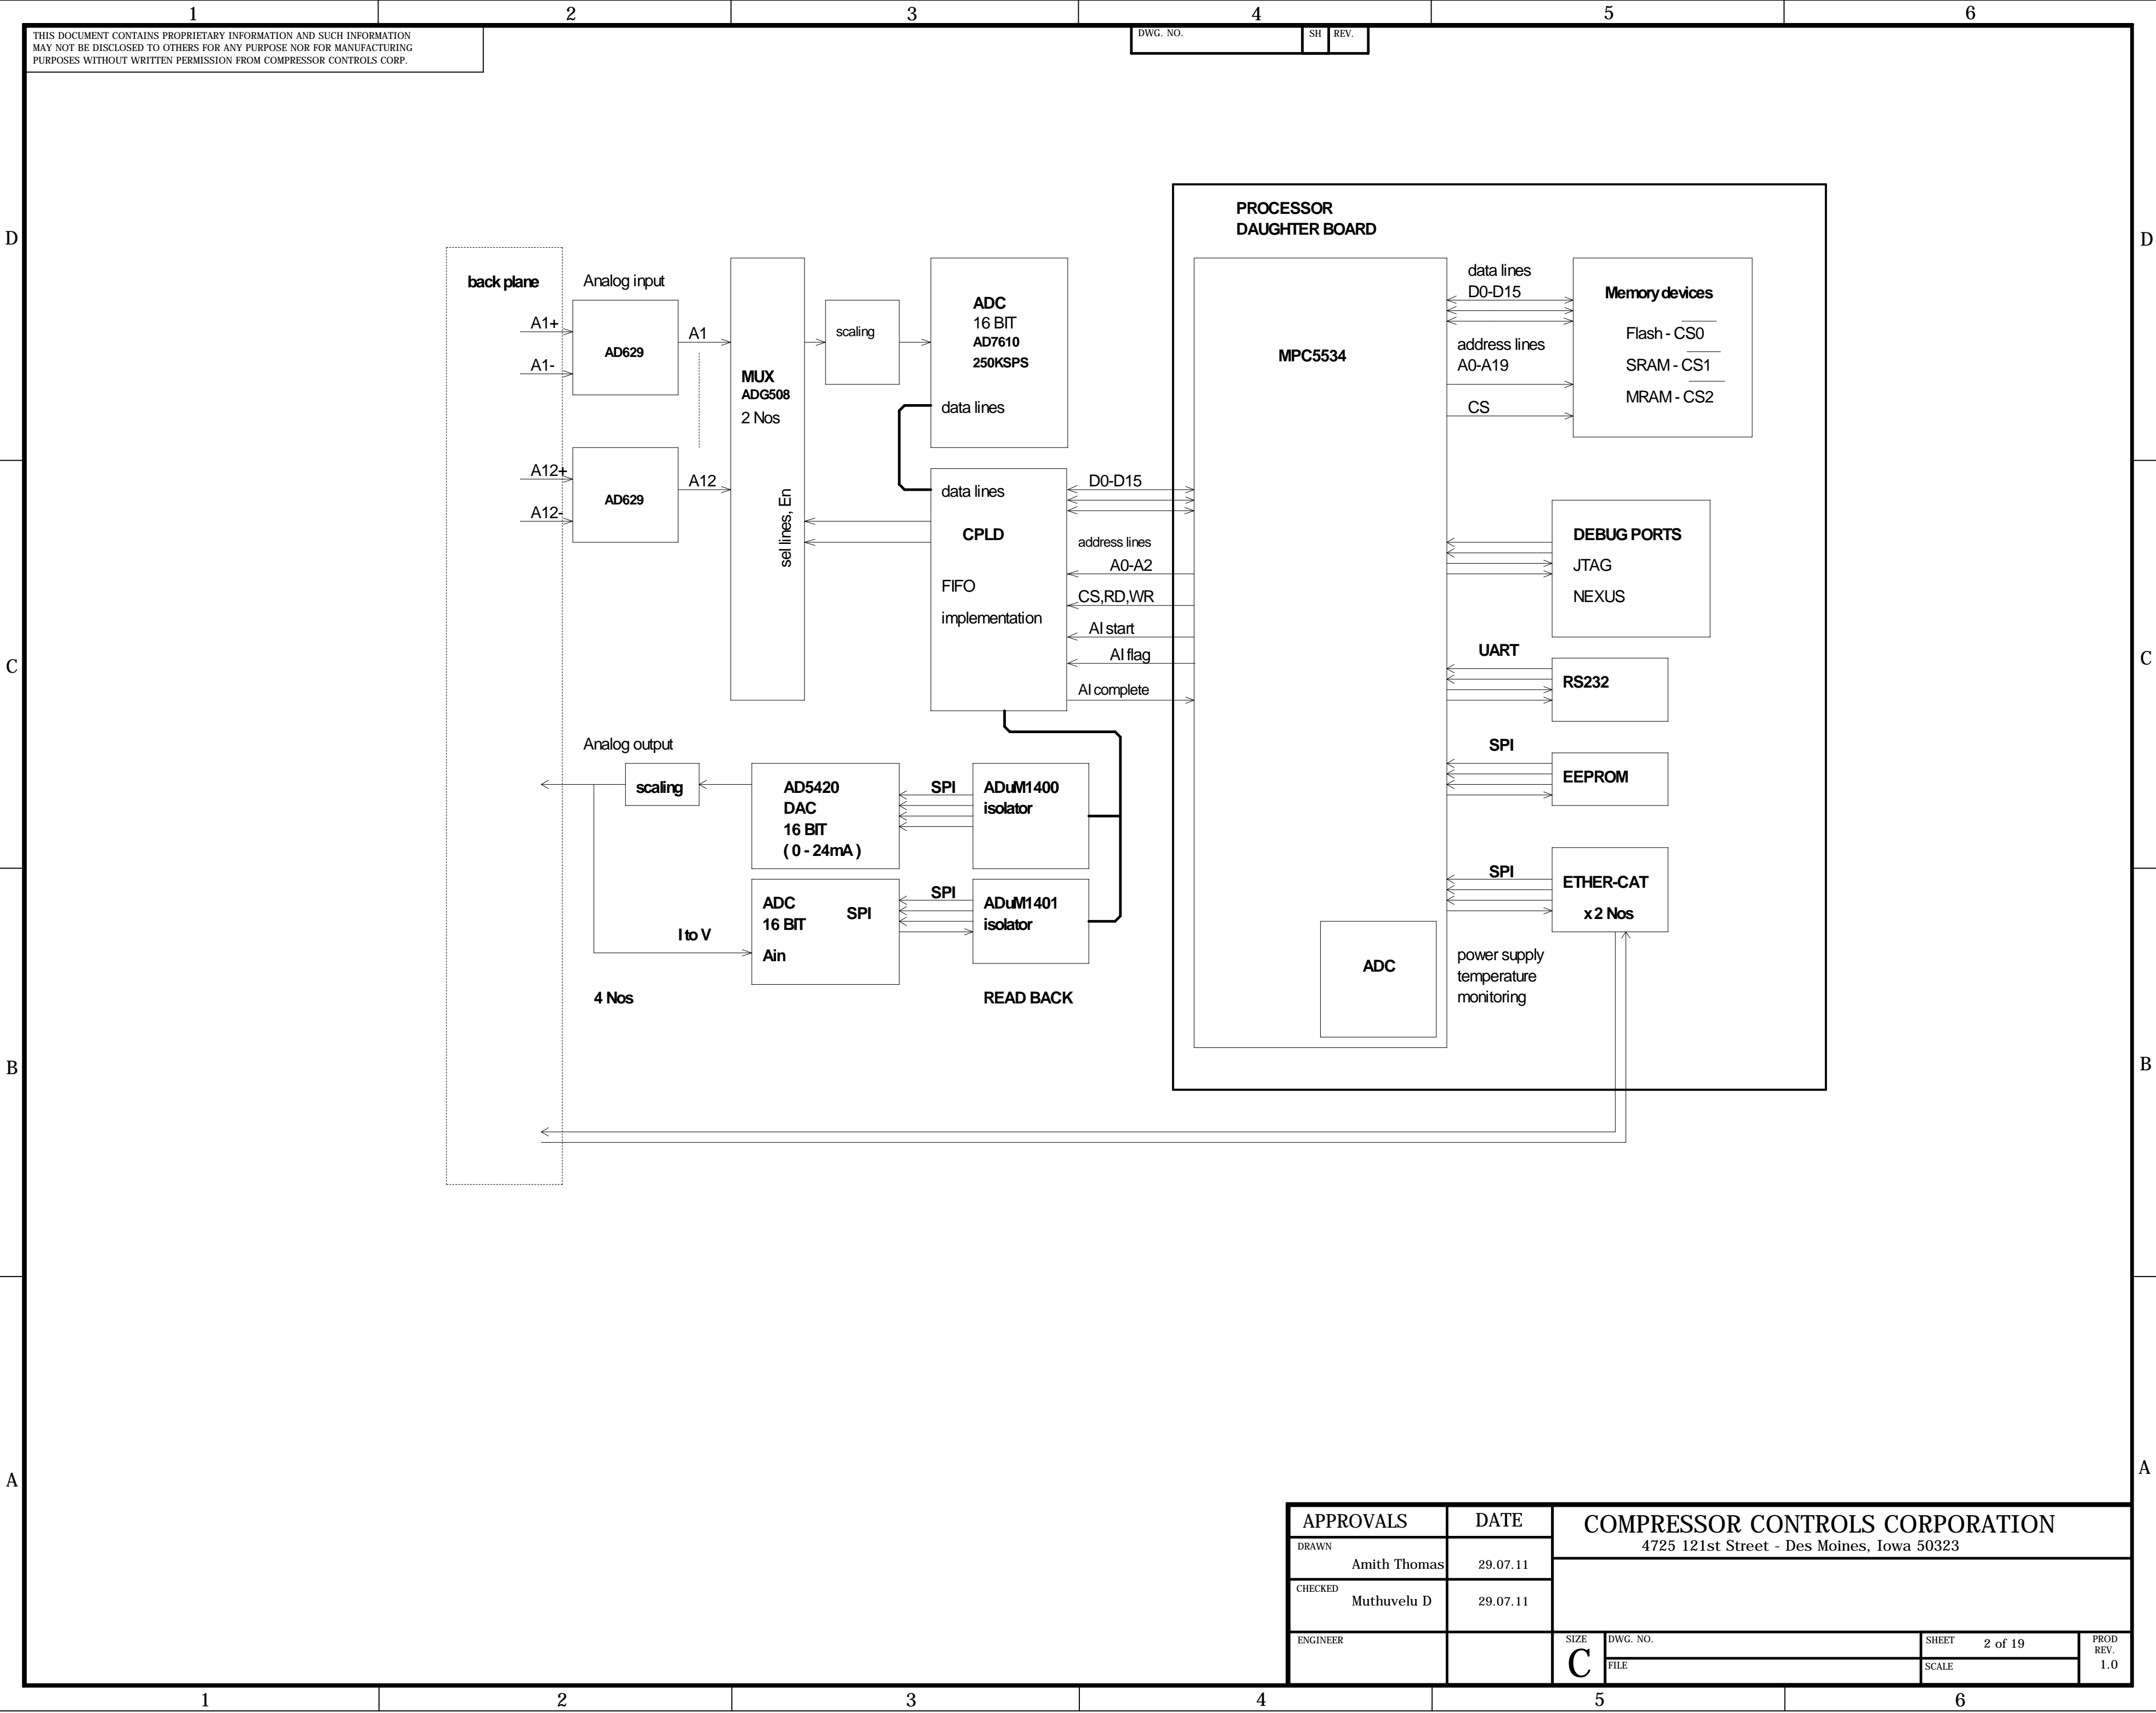 1 2 3 4 5 6
THIS DOCUMENT CONTAINS PROPRIETARY INFORMATION AND SUCH INFORMATION
MAY NOT BE DISCLOSED TO OTHERS FOR ANY PURPOSE NOR FOR MANUFACTURING
PURPOSES WITHOUT WRITTEN PERMISSION FROM COMPRESSOR CONTROLS CORP.
DWG. NO. SH REV.
D
D
C
C
B
B
A
A
back plane
A1+
A1-
A12+
A12-
Analog input
AD629
A1
AD629
A12
MUX
ADG508
2 Nos
sel lines, En
scaling
ADC
16 BIT
AD7610
250KSPS
data lines
data lines
CPLD
FIFO
implementation
D0-D15
address lines
A0-A2
CS,RD,WR
AI start
AI flag
AI complete
Analog output
scaling
AD5420
DAC
16 BIT
( 0 - 24mA )
SPI
ADuM1400
isolator
I to V
ADC
16 BIT
SPI
Ain
SPI
ADuM1401
isolator
4 Nos
READ BACK
PROCESSOR
DAUGHTER BOARD
MPC5534
data lines
D0-D15
address lines
A0-A19
CS
Memory devices
Flash - CS0
SRAM - CS1
MRAM - CS2
DEBUG PORTS
JTAG
NEXUS
UART
RS232
SPI
EEPROM
SPI
ETHER-CAT
x 2 Nos
ADC
power supply
temperature
monitoring
APPROVALS DATE
DRAWN
Amith Thomas 29.07.11
CHECKED
Muthuvelu D 29.07.11
ENGINEER
COMPRESSOR CONTROLS CORPORATION
4725 121st Street - Des Moines, Iowa 50323
SIZE
C
DWG. NO.
FILE
SHEET 2 of 19
SCALE
PROD
REV.
1.0
1 2 3 4 5 6